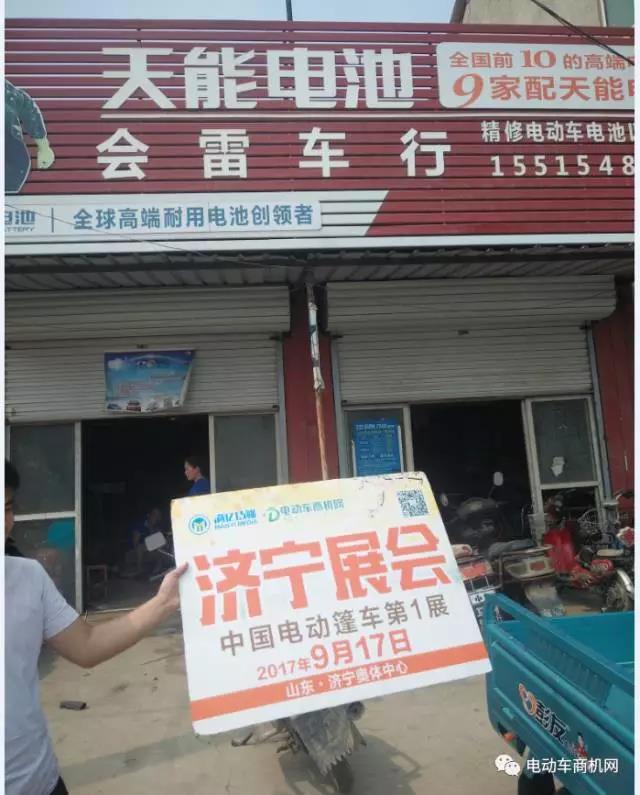 天能电池
全国前10的高端
9家配天能
会雷车行
精修电动车电池
1551548
电池
BATTERY
全球高端耐用电池创领者
电动车商机网
济宁展会
中国电动篷车第1展
2017年9月17日
山东·济宁奥体中心
电动车商机网